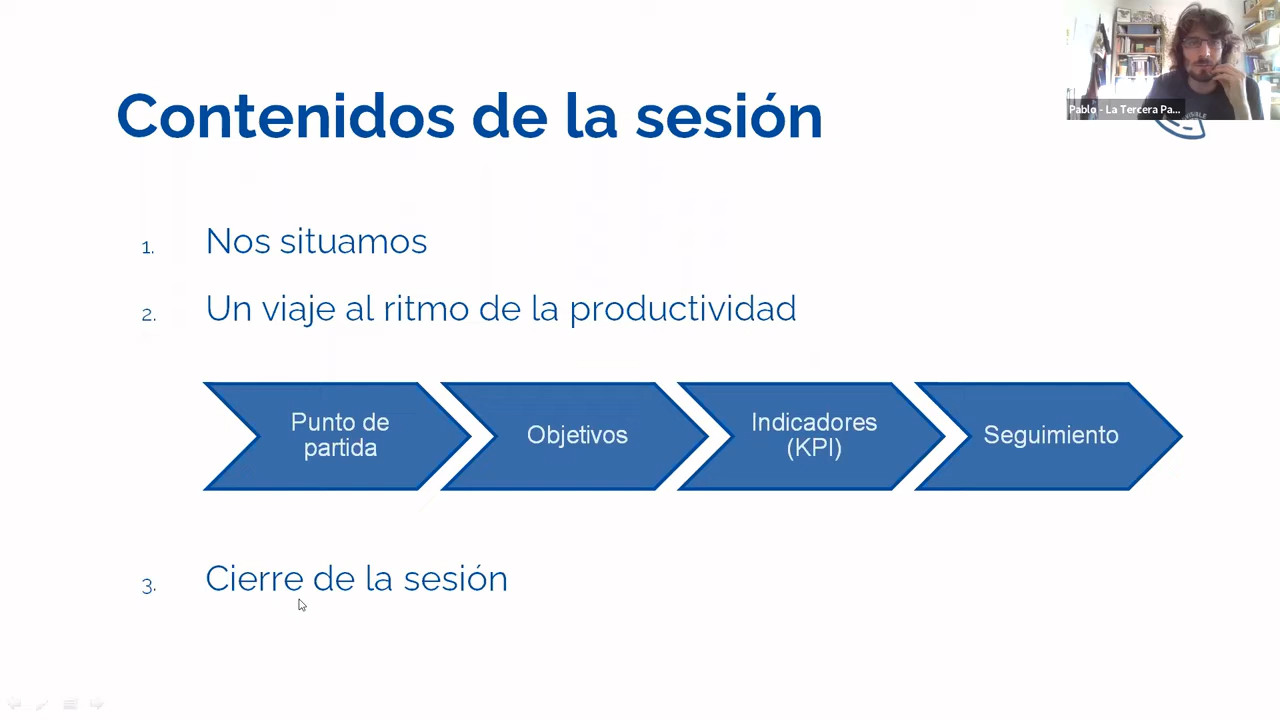 Contenidos de la sesión
Pablo - La Tercera Pa...
1. Nos situamos
2. Un viaje al ritmo de la productividad
Punto de
partida
Objetivos
Indicadores
(KPI)
Seguimiento
3. Cierre de la sesión